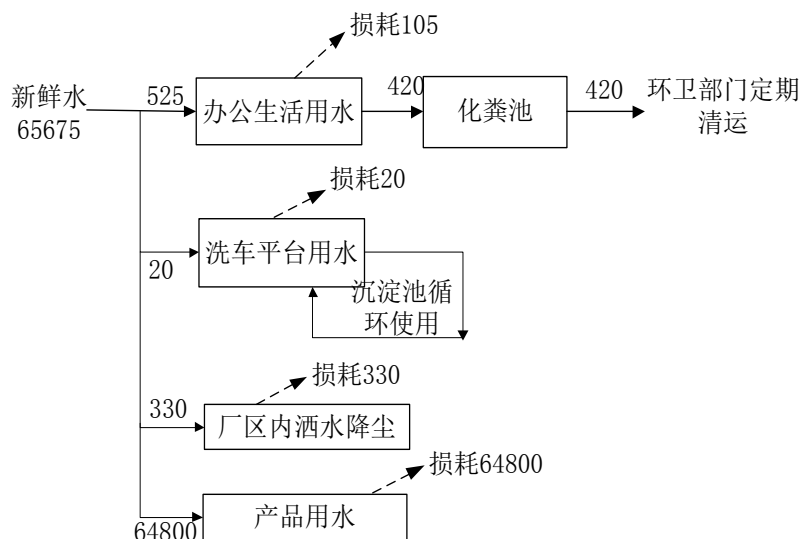 损耗105
新鲜水
65675
525
办公生活用水
420
化粪池
420
环卫部门定期
清运
损耗20
20
洗车平台用水
沉淀池循
环使用
损耗330
330
厂区内洒水降尘
损耗64800
64800
产品用水